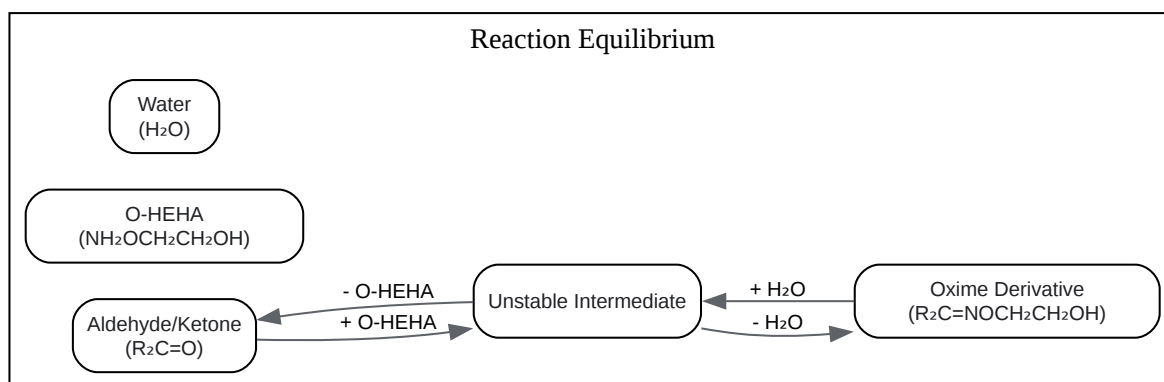 Reaction Equilibrium
Water
(H₂O)
O-HEHA
(NH₂OCH₂CH₂OH)
Aldehyde/Ketone
(R₂C=O)
- O-HEHA
+ O-HEHA
Unstable Intermediate
+ H₂O
- H₂O
Oxime Derivative
(R₂C=NOCH₂CH₂OH)